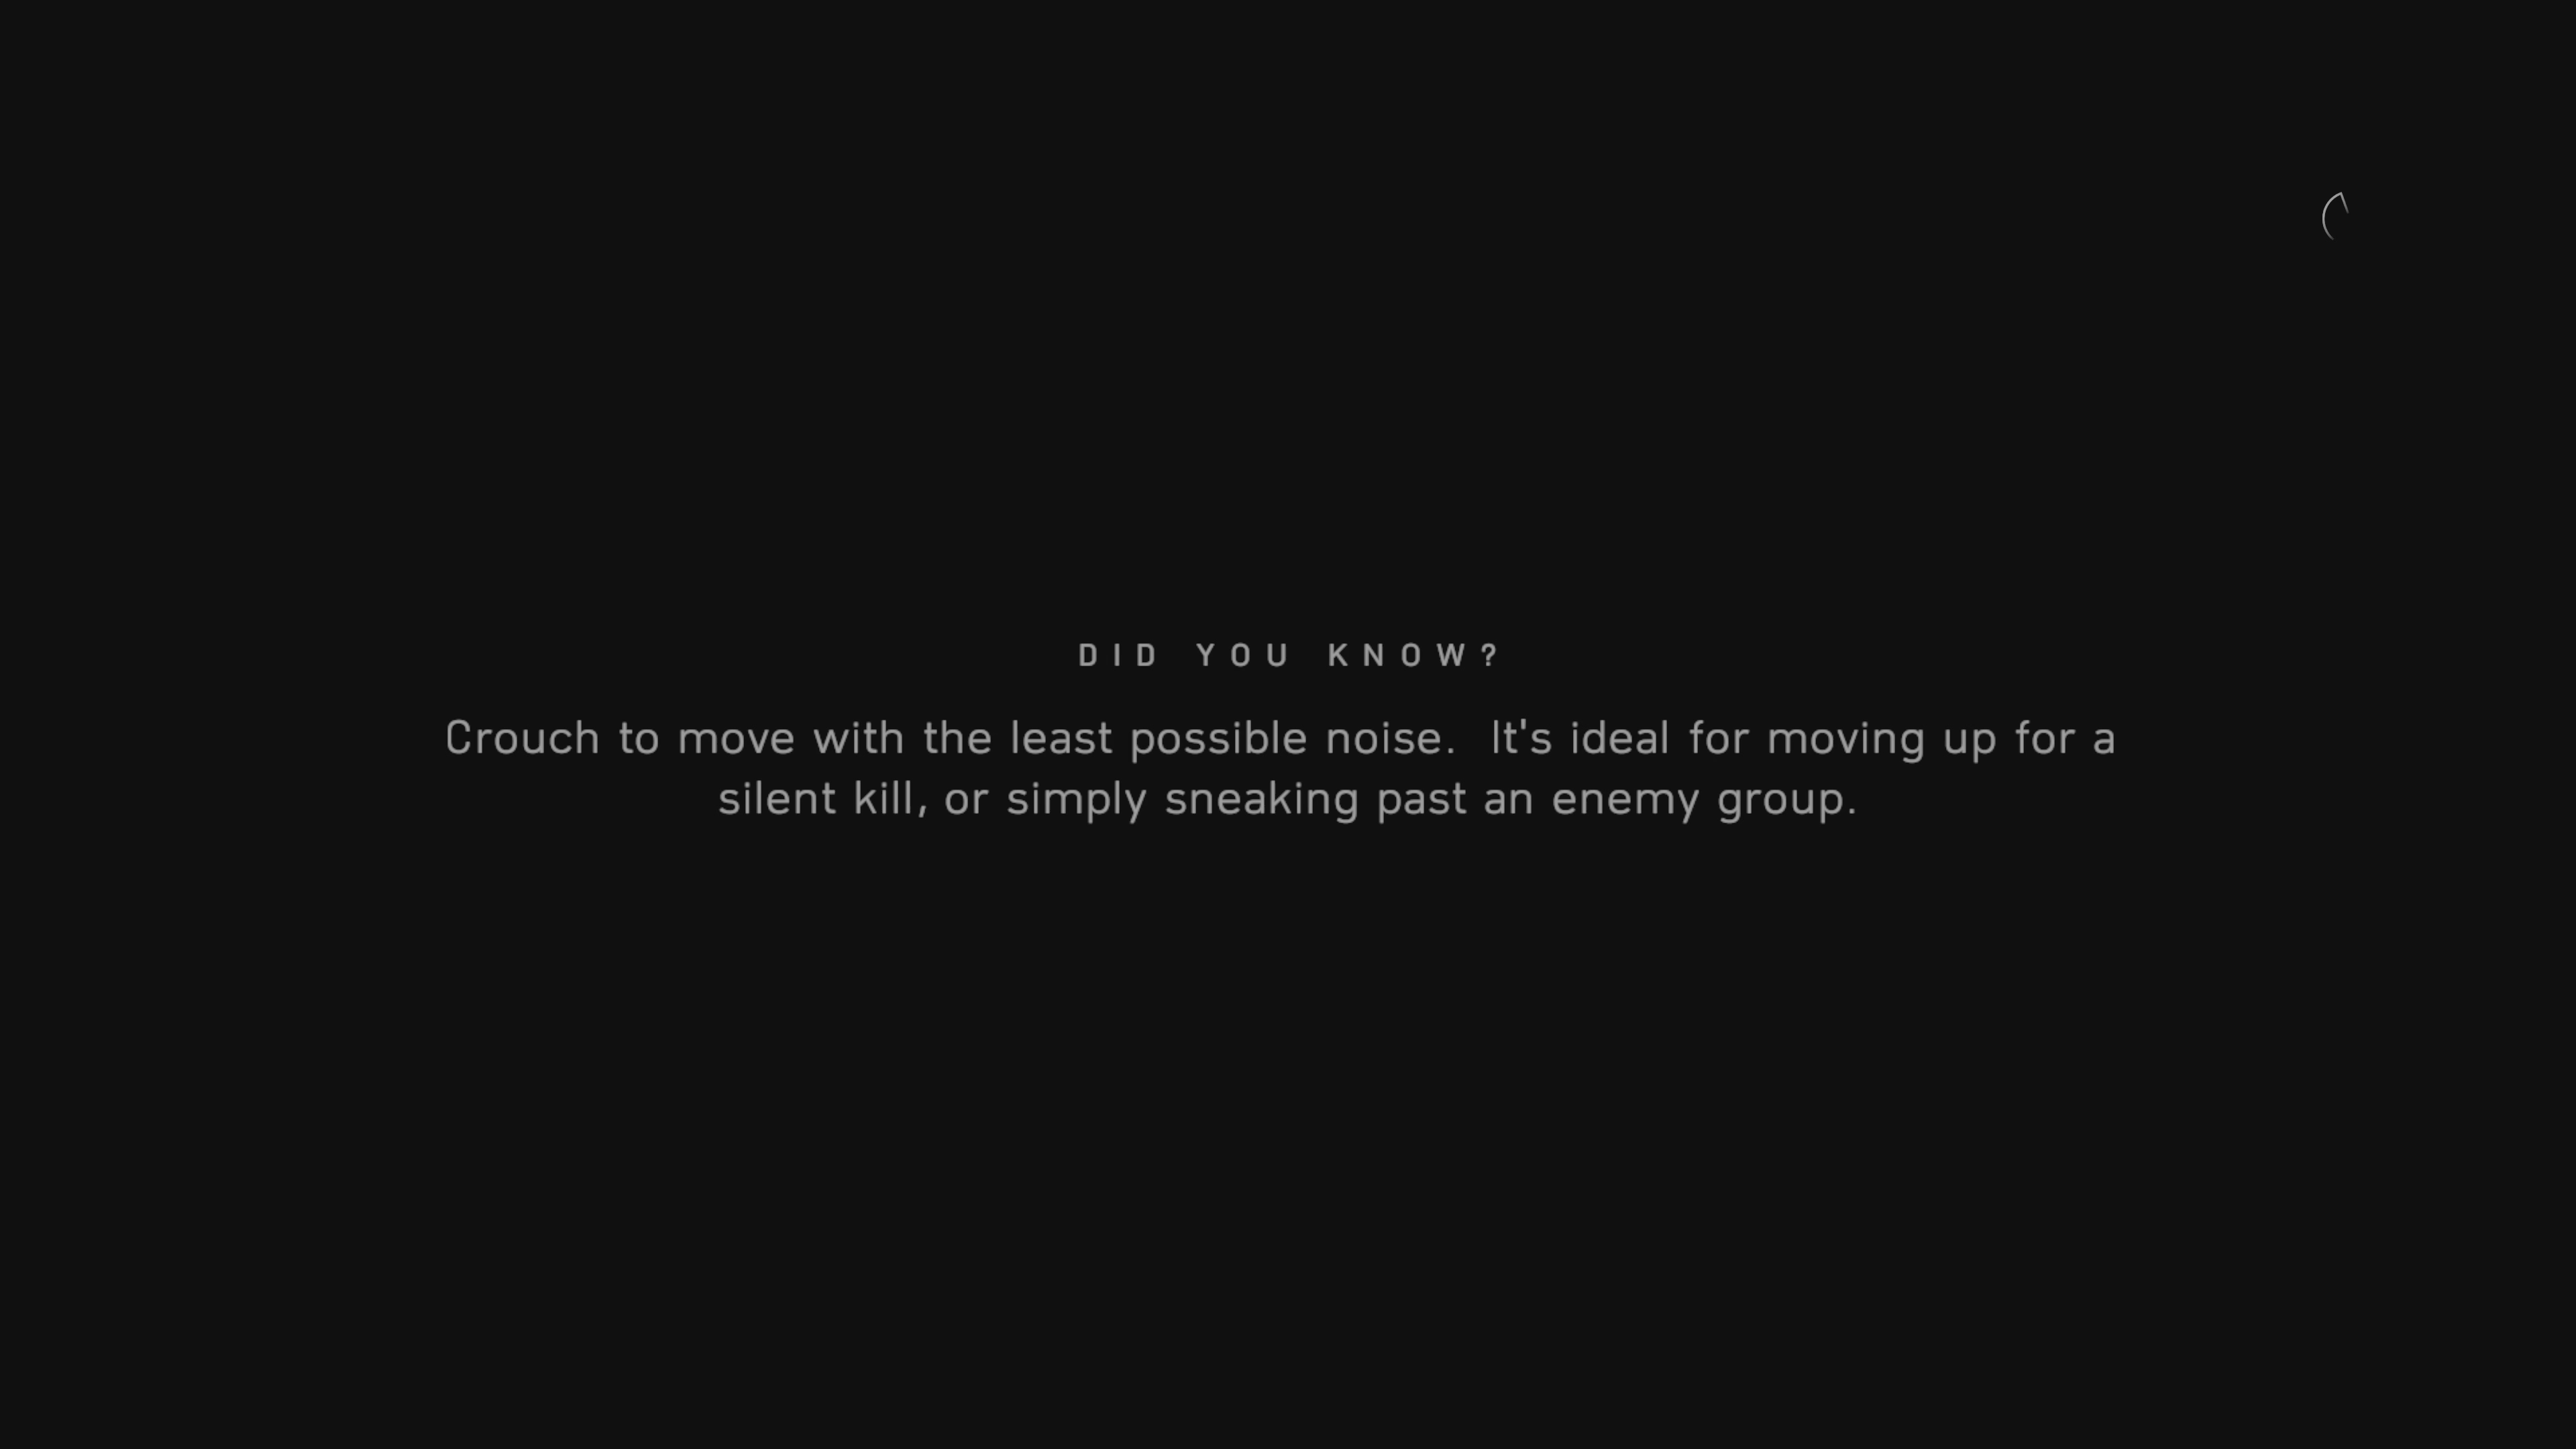 DID YOU KNOW?
Crouch to move with the least possible noise.  It's ideal for moving up for a
silent kill, or simply sneaking past an enemy group.